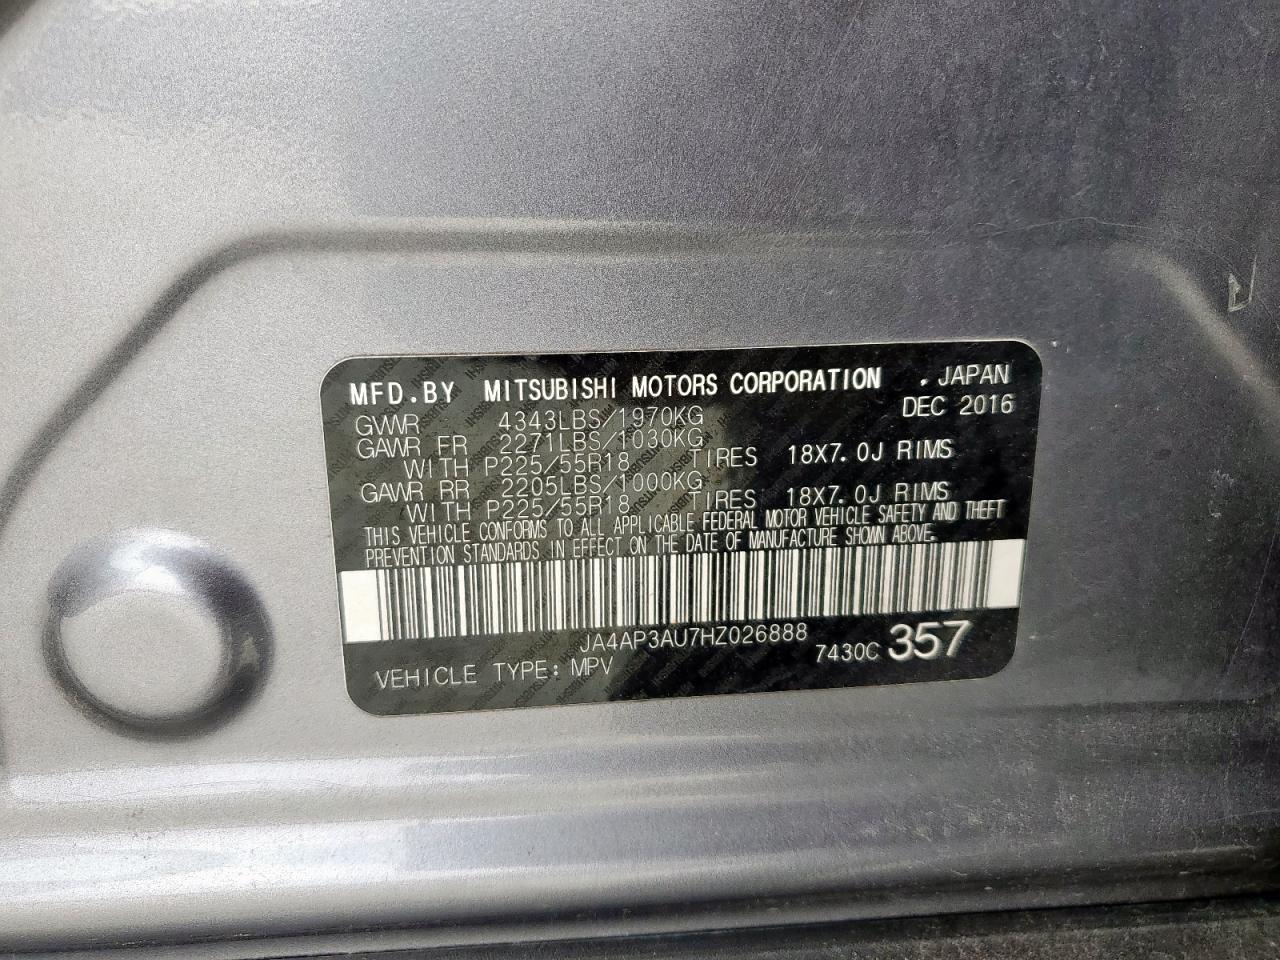 MFD.BY MITSUBISHI MOTORS CORPORATION . JAPAN
DEC 2016
GVWR 4343LBS/1970KG
GAWR FR 2271LBS/1030KG
WITH P225/55R18 TIRES 18X7.0J RIMS
GAWR RR 2205LBS/1000KG
WITH P225/55R18 TIRES 18X7.0J RIMS
THIS VEHICLE CONFORMS TO ALL APPLICABLE FEDERAL MOTOR VEHICLE SAFETY AND THEFT
PREVENTION STANDARDS IN EFFECT ON THE DATE OF MANUFACTURE SHOWN ABOVE.
JA4AP3AU7HZ026888
VEHICLE TYPE: MPV 7430C 357